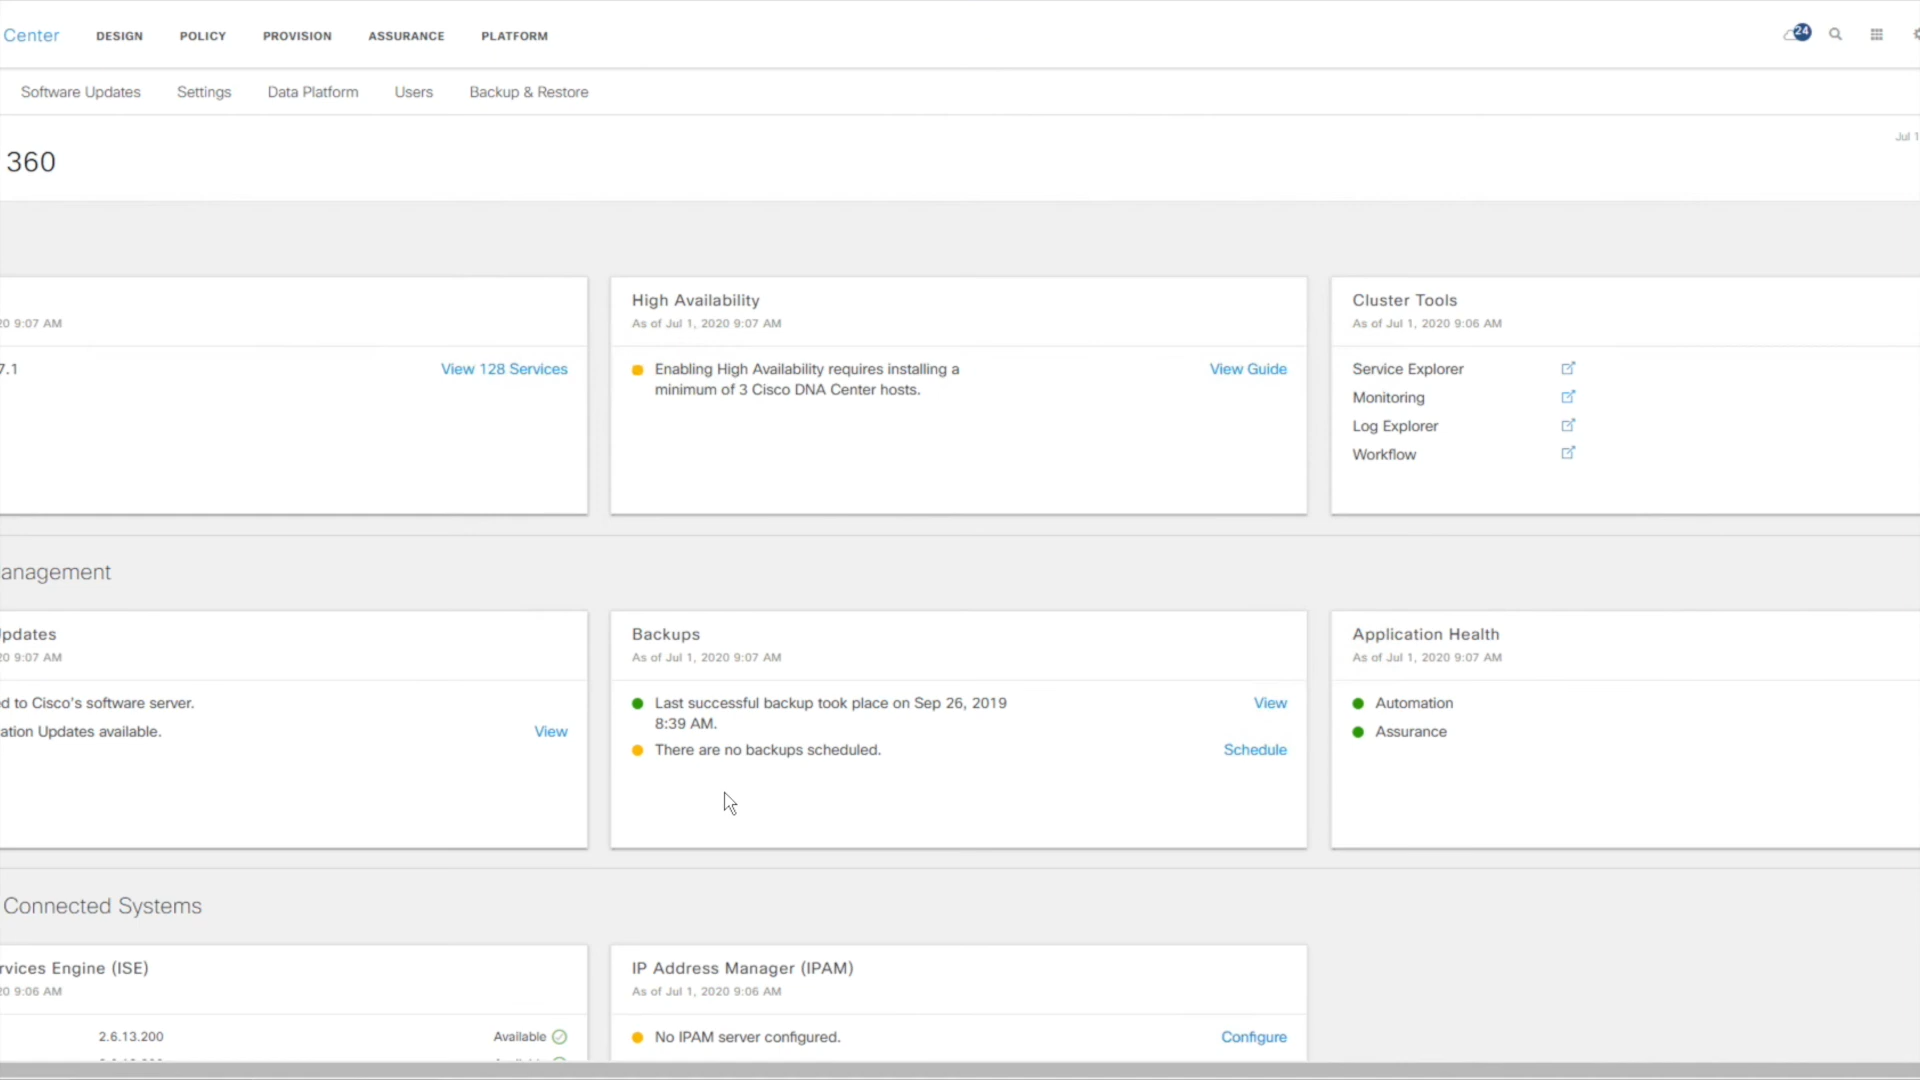 Center DESIGN POLICY PROVISION ASSURANCE PLATFORM 24
Software Updates Settings Data Platform Users Backup & Restore
Jul 1
360
High Availability
As of Jul 1, 2020 9:07 AM
Enabling High Availability requires installing a
minimum of 3 Cisco DNA Center hosts.
View Guide
Cluster Tools
As of Jul 1, 2020 9:06 AM
Service Explorer
Monitoring
Log Explorer
Workflow
20 9:07 AM
7.1
View 128 Services
anagement
pdates
20 9:07 AM
ed to Cisco's software server.
ation Updates available.
View
Backups
As of Jul 1, 2020 9:07 AM
Last successful backup took place on Sep 26, 2019
8:39 AM.
View
There are no backups scheduled.
Schedule
Application Health
As of Jul 1, 2020 9:07 AM
Automation
Assurance
Connected Systems
rvices Engine (ISE)
20 9:06 AM
2.6.13.200 Available
IP Address Manager (IPAM)
As of Jul 1, 2020 9:06 AM
No IPAM server configured.
Configure